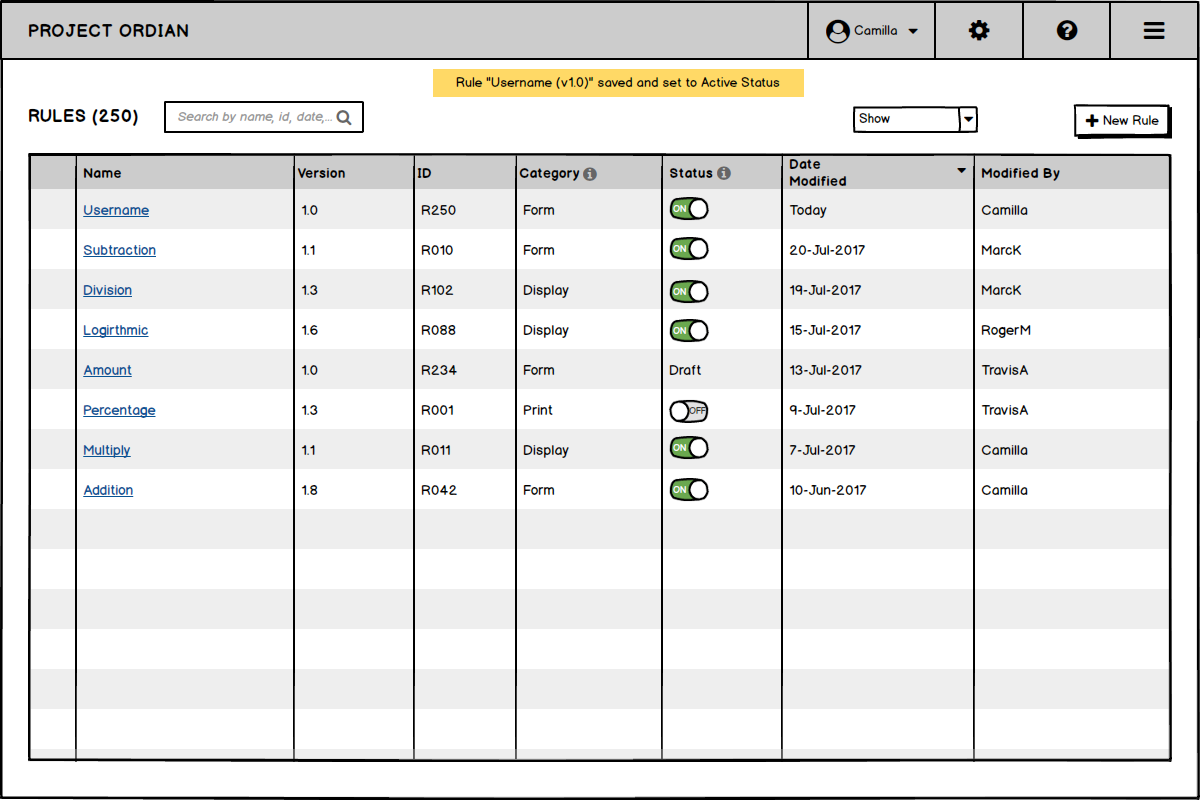 PROJECT ORDIAN
Camilla
Rule "Username (v1.0)" saved and set to Active Status
RULES (250)
Search by name, id, date,...
Show
New Rule
Name Version ID Category Status Date Modified Modified By
Username 1.0 R250 Form ON Today Camilla
Subtraction 1.1 R010 Form ON 20-Jul-2017 MarcK
Division 1.3 R102 Display ON 19-Jul-2017 MarcK
Logirthmic 1.6 R088 Display ON 15-Jul-2017 RogerM
Amount 1.0 R234 Form Draft 13-Jul-2017 TravisA
Percentage 1.3 R001 Print OFF 9-Jul-2017 TravisA
Multiply 1.1 R011 Display ON 7-Jul-2017 Camilla
Addition 1.8 R042 Form ON 10-Jun-2017 Camilla